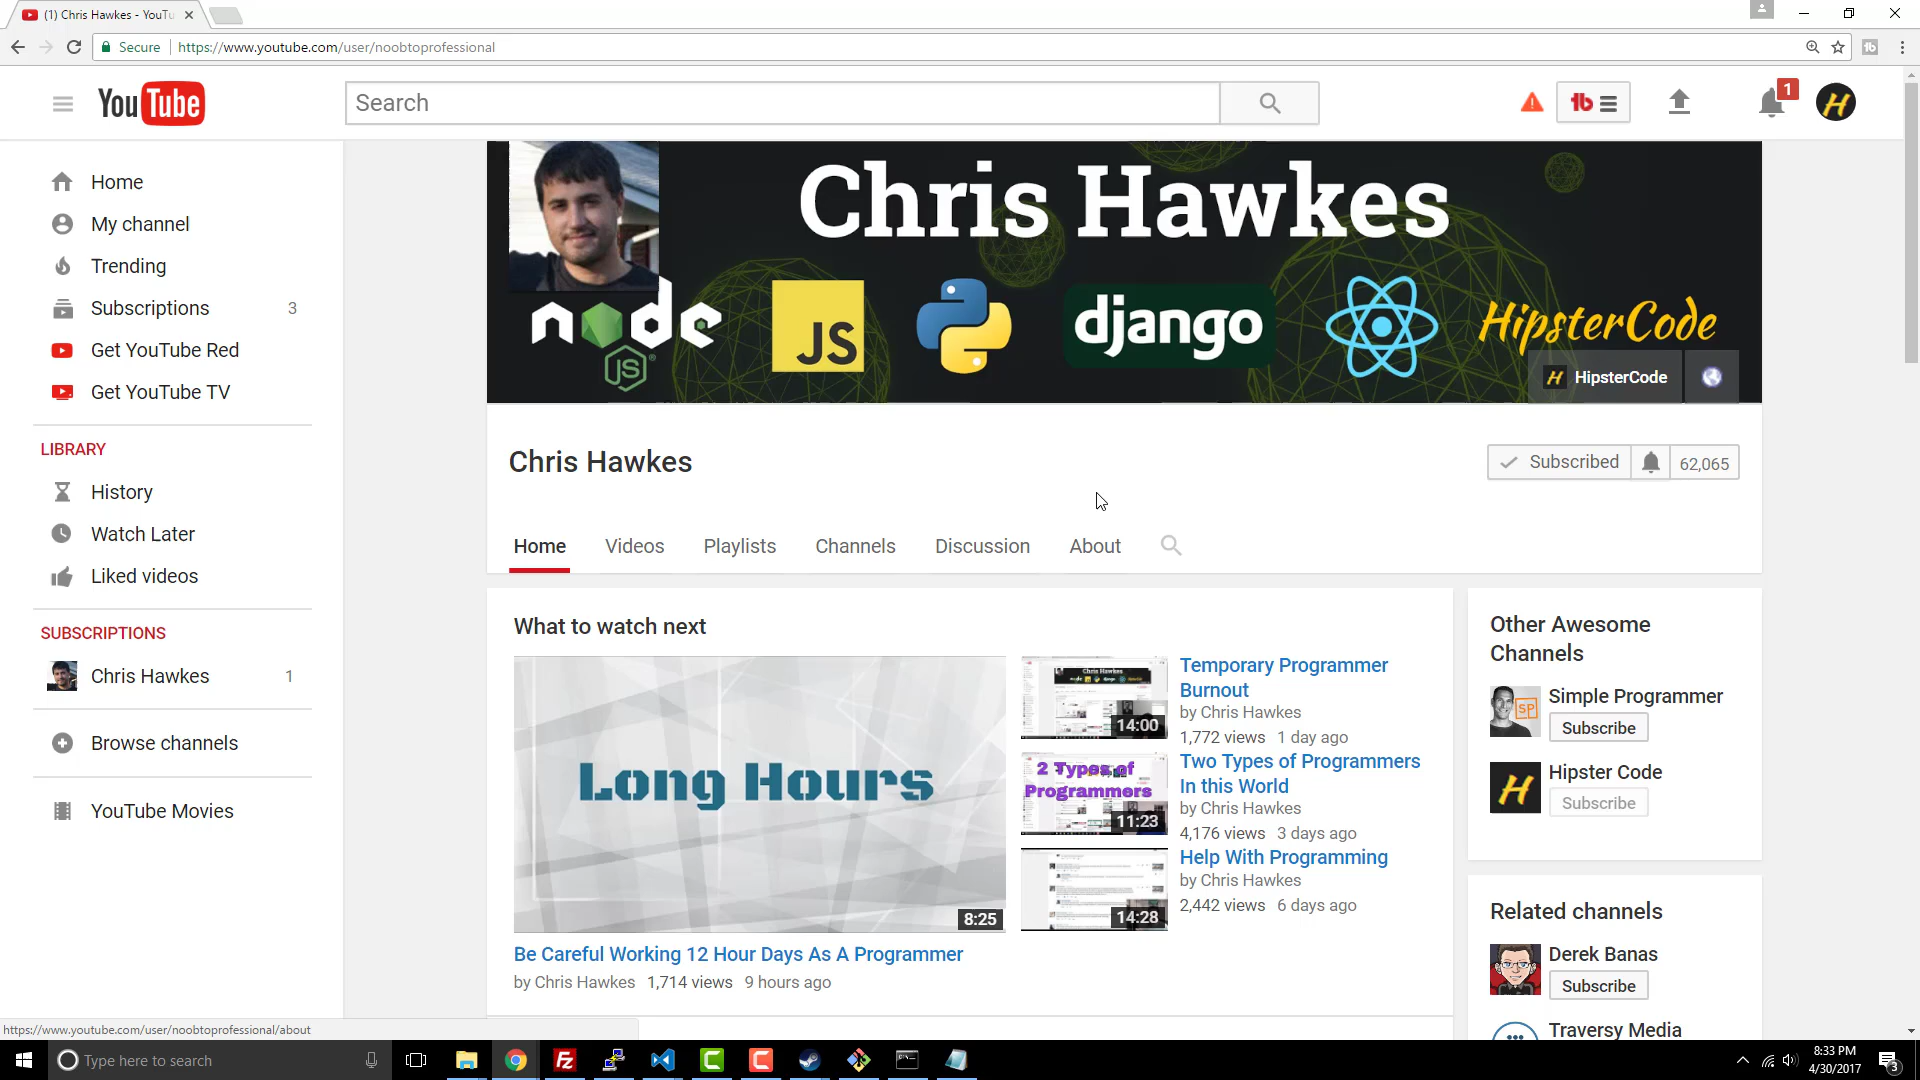 (1) Chris Hawkes - YouTu
Secure https://www.youtube.com/user/noobtoprofessional
YouTube
Search
1
Home
My channel
Trending
Subscriptions 3
Get YouTube Red
Get YouTube TV
LIBRARY
History
Watch Later
Liked videos
SUBSCRIPTIONS
Chris Hawkes 1
Browse channels
YouTube Movies
Chris Hawkes
node JS
JS
django
HipsterCode
HipsterCode
Chris Hawkes
Subscribed 62,065
Home Videos Playlists Channels Discussion About
What to watch next
Long Hours
8:25
Be Careful Working 12 Hour Days As A Programmer
by Chris Hawkes 1,714 views 9 hours ago
14:00
Temporary Programmer
Burnout
by Chris Hawkes
1,772 views 1 day ago
2 Types of
Programmers
11:23
Two Types of Programmers
In this World
by Chris Hawkes
4,176 views 3 days ago
14:28
Help With Programming
by Chris Hawkes
2,442 views 6 days ago
Other Awesome
Channels
SP
Simple Programmer
Subscribe
H
Hipster Code
Subscribe
Related channels
Derek Banas
Subscribe
Traversy Media
https://www.youtube.com/user/noobtoprofessional/about
Type here to search
8:33 PM
4/30/2017
3